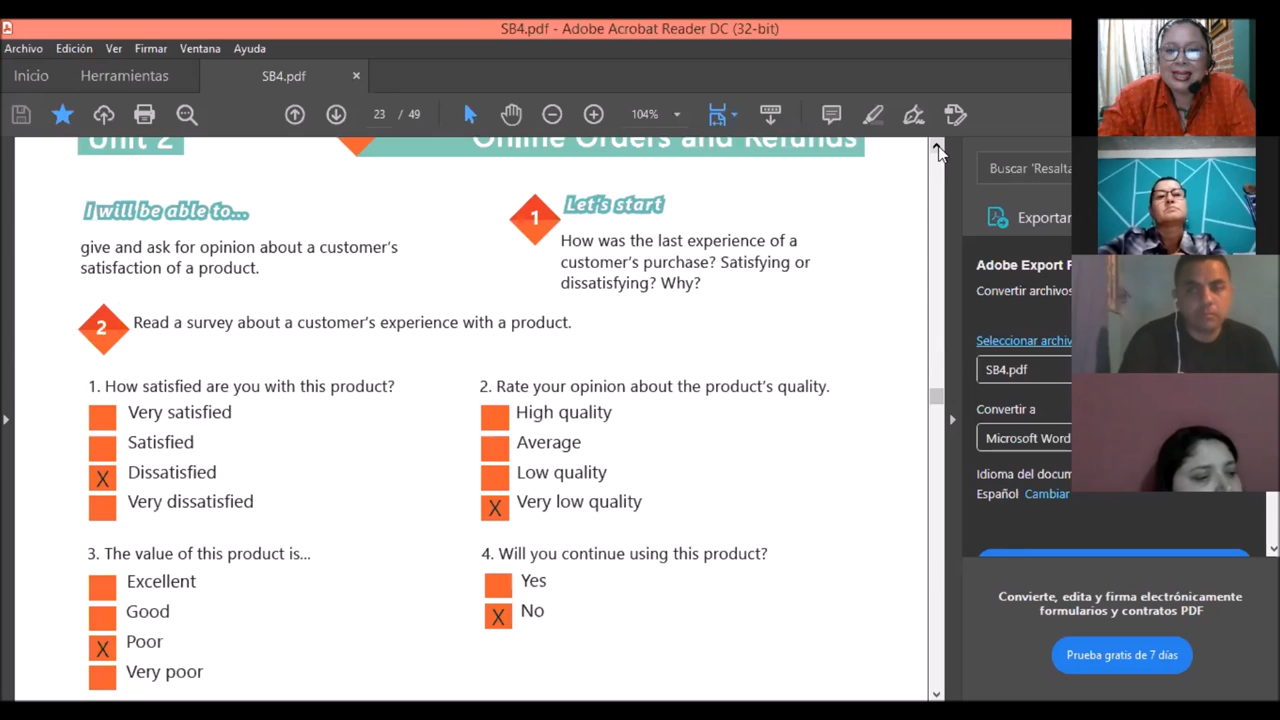 SB4.pdf - Adobe Acrobat Reader DC (32-bit)
Archivo Edición Ver Firmar Ventana Ayuda
Inicio Herramientas SB4.pdf ×
23 / 49 104%
Unit 2 Online Orders and Refunds
I will be able to...
give and ask for opinion about a customer's
satisfaction of a product.
1 Let's start
How was the last experience of a
customer's purchase? Satisfying or
dissatisfying? Why?
2 Read a survey about a customer's experience with a product.
1. How satisfied are you with this product?
Very satisfied
Satisfied
X Dissatisfied
Very dissatisfied
2. Rate your opinion about the product's quality.
High quality
Average
Low quality
X Very low quality
3. The value of this product is...
Excellent
Good
X Poor
Very poor
4. Will you continue using this product?
Yes
X No
Buscar 'Resalta
Exportar
Adobe Export
Convertir archivos
Seleccionar archiv
SB4.pdf
Convertir a
Microsoft Word
Idioma del docum
Español Cambiar
Convierte, edita y firma electrónicamente
formularios y contratos PDF
Prueba gratis de 7 días